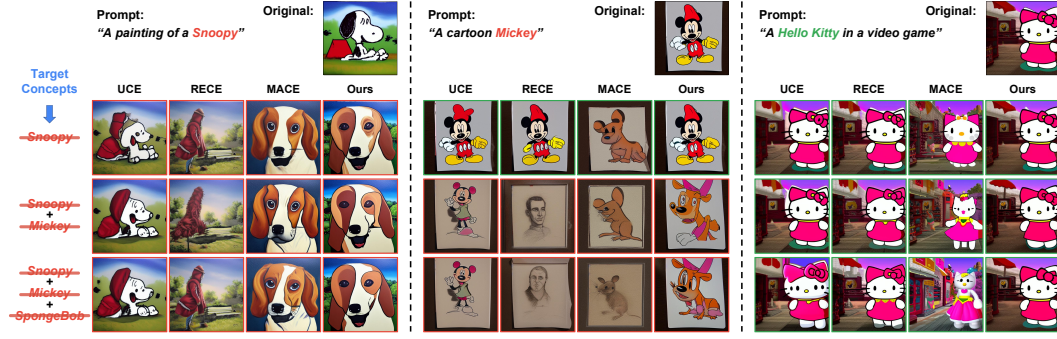 Prompt:
Original:
"A painting of a Snoopy"
Prompt:
Original:
"A cartoon Mickey"
Prompt:
Original:
"A Hello Kitty in a video game"
Target
Concepts
UCE RECE MACE Ours
UCE RECE MACE Ours
UCE RECE MACE Ours
Snoopy
Snoopy
+
Mickey
Snoopy
+
Mickey
+
SpongeBob